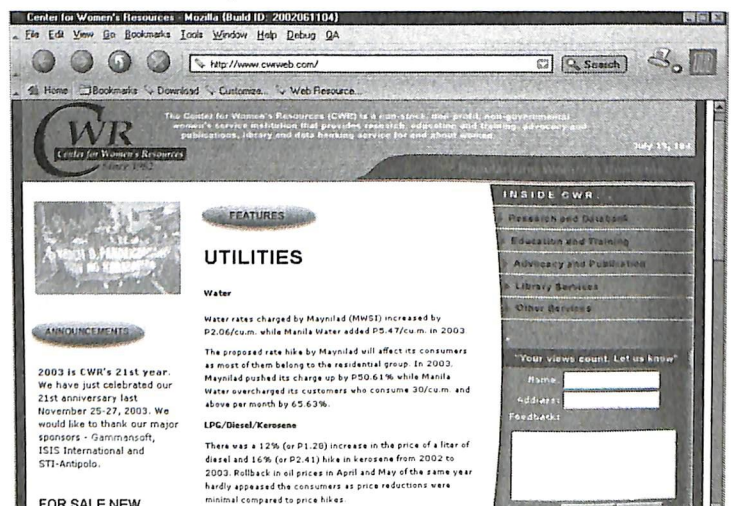 Center for Women's Resources - Mozilla (Build ID: 2002061104)
File Edit View Go Bookmarks Tools Window Help Debug QA
http://www.cwrweb.com/
Search
Home Bookmarks Download Customize... Web Resource...
CWR
Center for Women's Resources
Since 1982
The Center for Women's Resources (CWR) is a non-stock, non-profit, non-governmental
women's service institution that provides research, education and training, advocacy and
publications, library and data banking service for and about women.
July 19,
ANNOUNCEMENTS
2003 is CWR's 21st year.
We have just celebrated our
21st anniversary last
November 25-27, 2003. We
would like to thank our major
sponsors - Gammansoft,
ISIS International and
STI-Antipolo.
FOR SALE NEW
FEATURES
UTILITIES
Water
Water rates charged by Maynilad (MWSI) increased by
P2.06/cu.m. while Manila Water added P5.47/cu.m. in 2003
The proposed rate hike by Maynilad will affect its consumers
as most of them belong to the residential group. In 2003.
Maynilad pushed its charge up by P50.61% while Manila
Water overcharged its customers who consume 30/cu.m. and
above per month by 65.63%.
LPG/Diesel/Kerosene
There was a 12% (or P1.28) increase in the price of a liter of
diesel and 16% (or P2.41) hike in kerosene from 2002 to
2003. Rollback in oil prices in April and May of the same year
hardly appeased the consumers as price reductions were
minimal compared to price hikes.
INSIDE CWR
Research and Databank
Education and Training
Advocacy and Publication
Library Services
Other Services
"Your views count. Let us know"
Name:
Address:
Feedback: